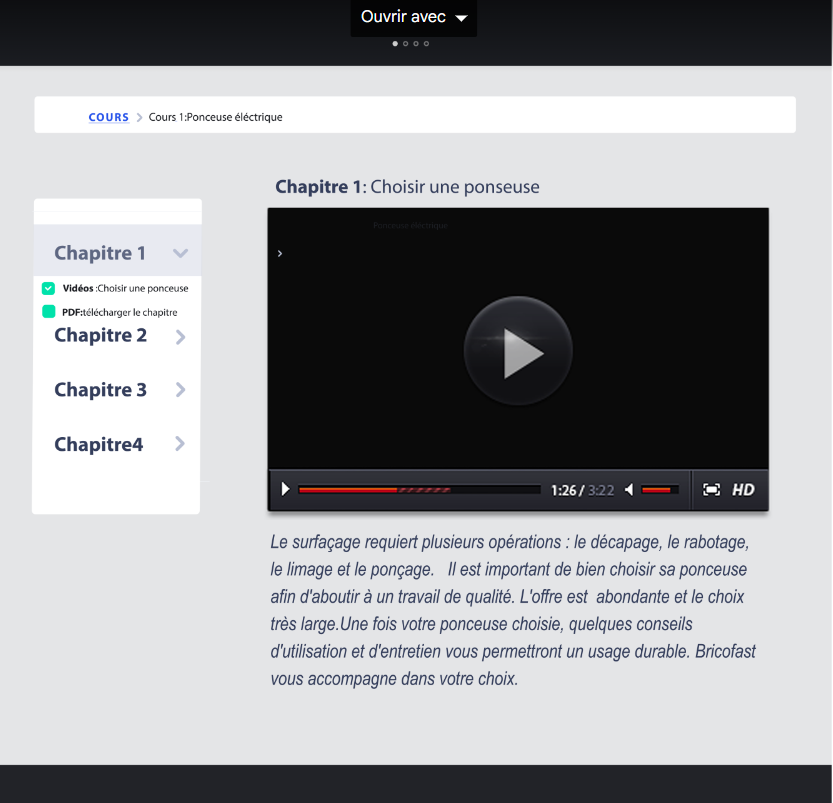 Ouvrir avec
COURS > Cours 1:Ponceuse éléctrique
Chapitre 1: Choisir une ponseuse
Chapitre 1
Vidéos :Choisir une ponceuse
PDF:télécharger le chapitre
Chapitre 2
Chapitre 3
Chapitre4
Ponceuse éléctrique
1:26 / 3:22
HD
Le surfaçage requiert plusieurs opérations : le décapage, le rabotage,
le limage et le ponçage. Il est important de bien choisir sa ponceuse
afin d'aboutir à un travail de qualité. L'offre est abondante et le choix
très large.Une fois votre ponceuse choisie, quelques conseils
d'utilisation et d'entretien vous permettront un usage durable. Bricofast
vous accompagne dans votre choix.